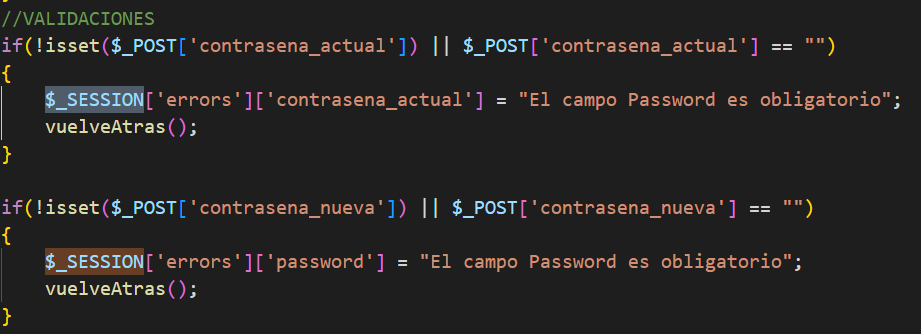 //VALIDACIONES
if(!isset($_POST['contrasena_actual']) || $_POST['contrasena_actual'] == "")
{
    $_SESSION['errors']['contrasena_actual'] = "El campo Password es obligatorio";
    vuelveAtras();
}

if(!isset($_POST['contrasena_nueva']) || $_POST['contrasena_nueva'] == "")
{
    $_SESSION['errors']['password'] = "El campo Password es obligatorio";
    vuelveAtras();
}